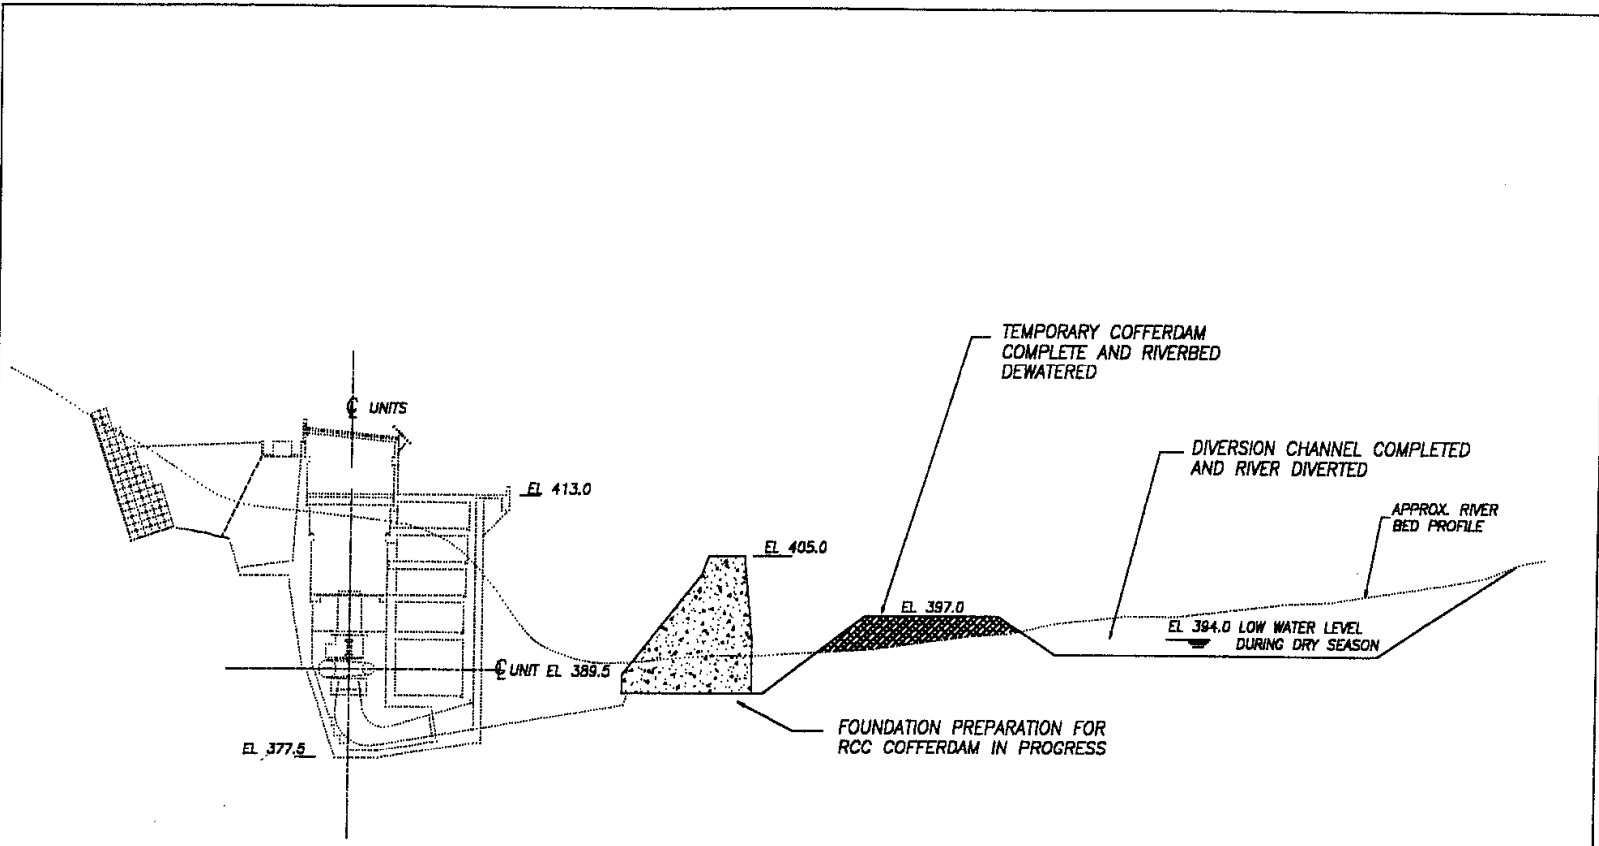 TEMPORARY COFFERDAM
COMPLETE AND RIVERBED
DEWATERED
℄ UNITS
DIVERSION CHANNEL COMPLETED
AND RIVER DIVERTED
EL 413.0
APPROX. RIVER
BED PROFILE
EL 405.0
EL 397.0
EL 394.0 LOW WATER LEVEL
DURING DRY SEASON
℄ UNIT EL 389.5
FOUNDATION PREPARATION FOR
RCC COFFERDAM IN PROGRESS
EL 377.5